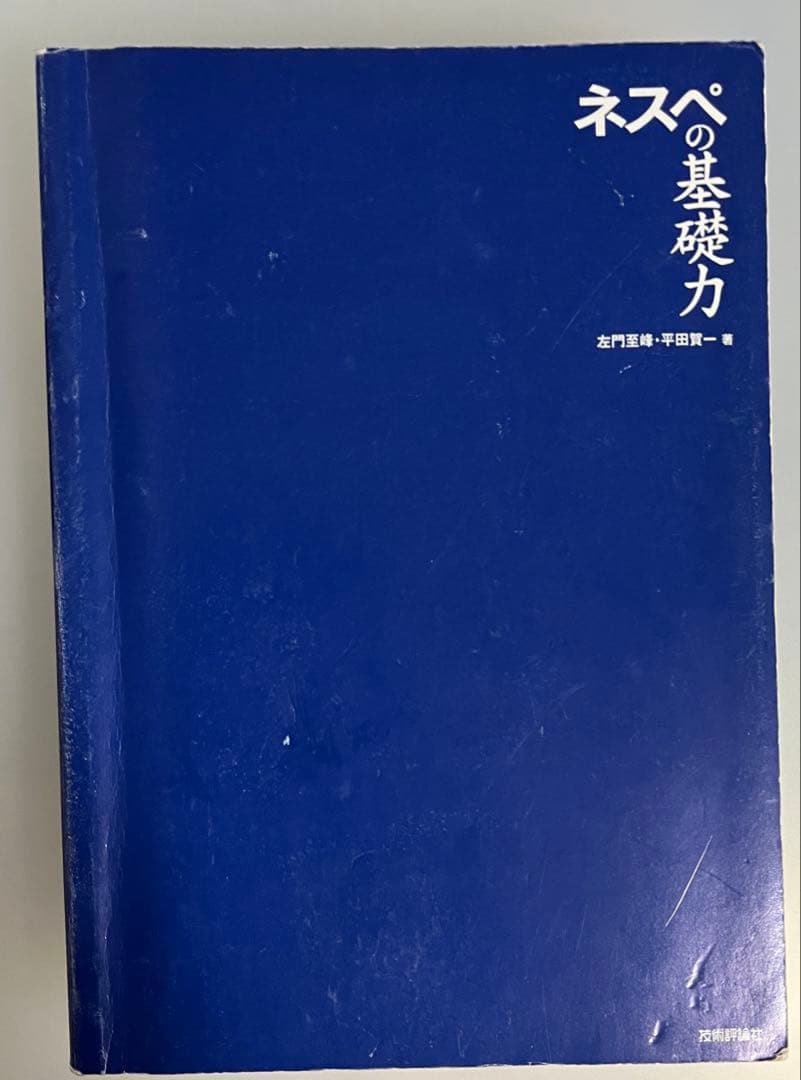 ネスペの基礎力
左門至峰・平田賀一 著
技術評論社